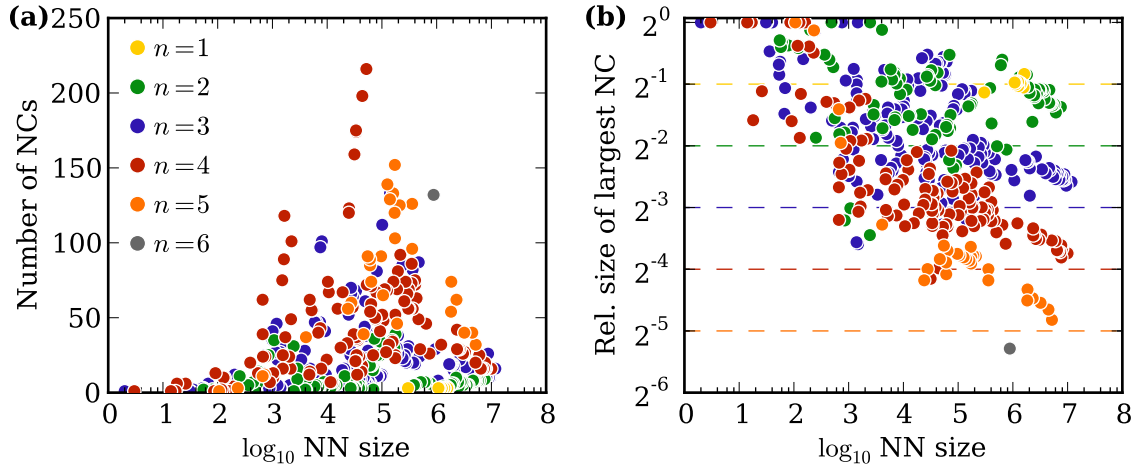 (a)
Number of NCs
250
200
150
100
50
0
n=1
n=2
n=3
n=4
n=5
n=6
0 1 2 3 4 5 6 7 8
log₁₀ NN size
(b)
Rel. size of largest NC
2⁰
2⁻¹
2⁻²
2⁻³
2⁻⁴
2⁻⁵
2⁻⁶
0 1 2 3 4 5 6 7 8
log₁₀ NN size